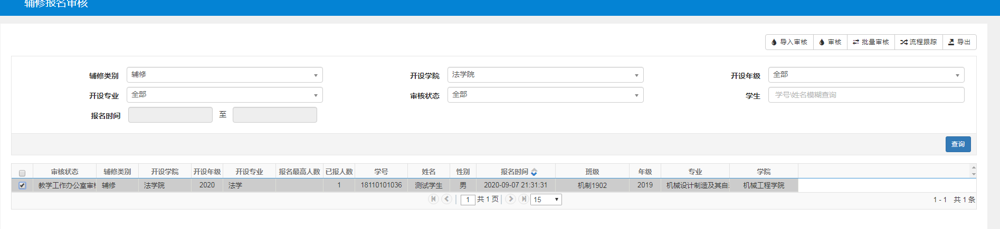 辅修报名审核
导入审核 审核 批量审核 流程跟踪 导出
辅修类别 辅修 开设学院 法学院 开设年级 全部
开设专业 全部 审核状态 全部 学生 学号\姓名模糊查询
报名时间 至
查询
审核状态 辅修类别 开设学院 开设年级 开设专业 报名最高人数 已报人数 学号 姓名 性别 报名时间 班级 年级 专业 学院
教学工作办公室审 辅修 法学院 2020 法学 1 18110101036 测试学生 男 2020-09-07 21:31:31 机制1902 2019 机械设计制造及其自 机械工程学院
1 共 1 页 15 1 - 1 共 1 条